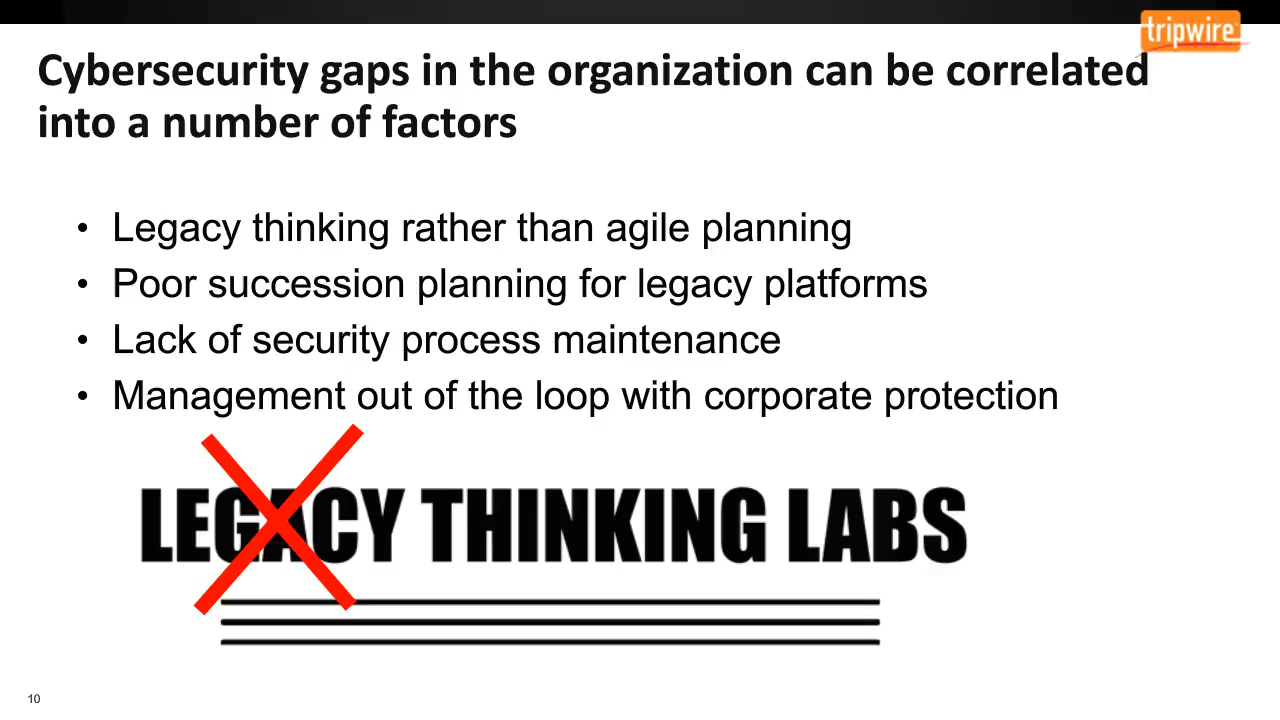 tripwire
Cybersecurity gaps in the organization can be correlated
into a number of factors
• Legacy thinking rather than agile planning
• Poor succession planning for legacy platforms
• Lack of security process maintenance
• Management out of the loop with corporate protection
LEGACY THINKING LABS
10